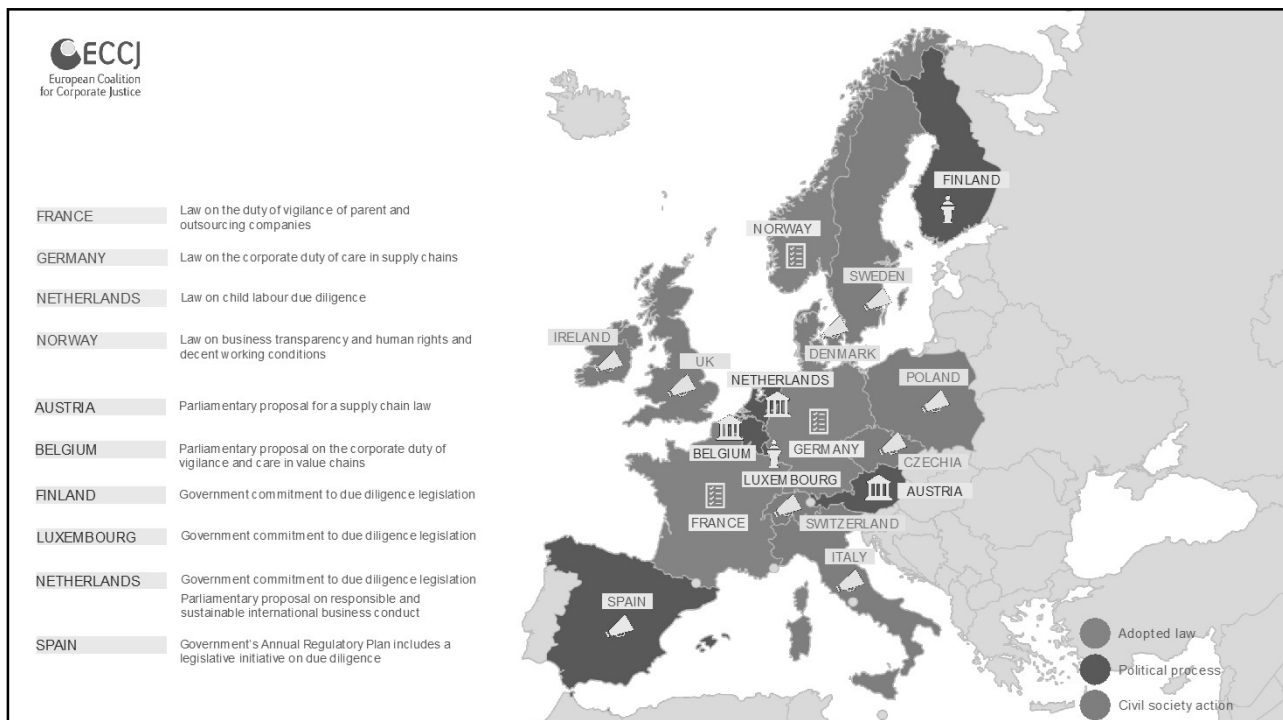 ECCJ
European Coalition
for Corporate Justice
FRANCE
Law on the duty of vigilance of parent and
outsourcing companies
GERMANY
Law on the corporate duty of care in supply chains
NETHERLANDS
Law on child labour due diligence
NORWAY
Law on business transparency and human rights and
decent working conditions
AUSTRIA
Parliamentary proposal for a supply chain law
BELGIUM
Parliamentary proposal on the corporate duty of
vigilance and care in value chains
FINLAND
Government commitment to due diligence legislation
LUXEMBOURG
Government commitment to due diligence legislation
NETHERLANDS
Government commitment to due diligence legislation
Parliamentary proposal on responsible and
sustainable international business conduct
SPAIN
Government's Annual Regulatory Plan includes a
legislative initiative on due diligence
FINLAND
NORWAY
SWEDEN
IRELAND
DENMARK
UK
NETHERLANDS
POLAND
BELGIUM
GERMANY
CZECHIA
LUXEMBOURG
AUSTRIA
FRANCE
SWITZERLAND
ITALY
SPAIN
Adopted law
Political process
Civil society action